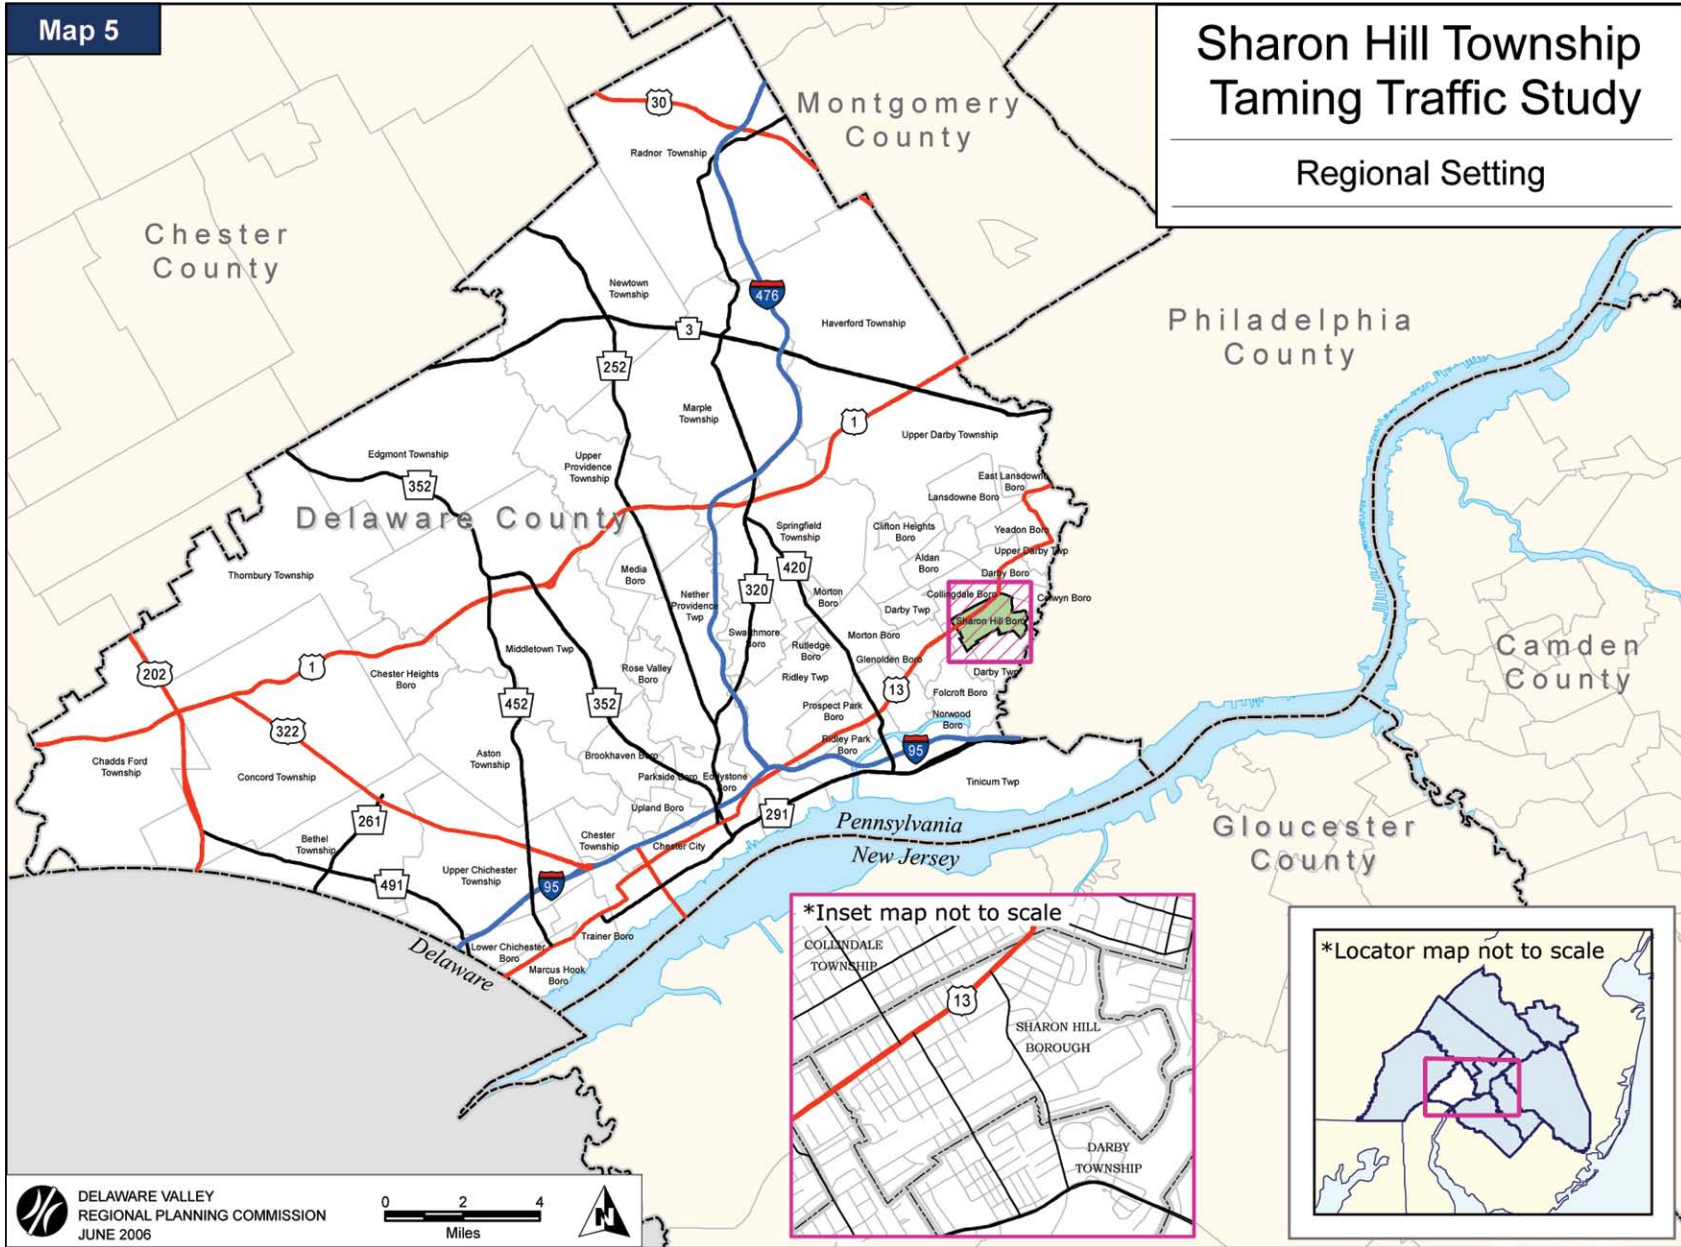 Map 5
Sharon Hill Township
Taming Traffic Study
Regional Setting
Montgomery
County
Chester
County
Philadelphia
County
Delaware County
Camden
County
Gloucester
County
30
Radnor Township
476
Newtown
Township
3
Haverford Township
252
Marple
Township
1
Upper Darby Township
Edgmont Township
352
Upper
Providence
Township
East Lansdowne
Boro
Lansdowne Boro
Springfield
Township
Clifton Heights
Boro
Yeadon Boro
Upper Darby Twp
Aldan
Boro
Darby Boro
420
320
Thornbury Township
Media
Boro
Nether
Providence
Twp
Morton
Boro
Collingdale Boro
Colwyn Boro
Darby Twp
Sharon Hill Boro
Swarthmore
Boro
Rutledge
Boro
Morton Boro
Glenolden Boro
Middletown Twp
202
1
Chester Heights
Boro
Rose Valley
Boro
Ridley Twp
Darby Twp
13
Folcroft Boro
452
352
Prospect Park
Boro
Norwood
Boro
322
Ridley Park
Boro
95
Chadds Ford
Township
Concord Township
Aston
Township
Brookhaven Boro
Parkside Boro
Eddystone
Boro
Tinicum Twp
Upland Boro
291
261
Bethel
Township
Chester
Township
Chester City
Pennsylvania
New Jersey
491
Upper Chichester
Township
95
Delaware
Lower Chichester
Boro
Trainer Boro
Marcus Hook
Boro
*Inset map not to scale
COLLINDALE
TOWNSHIP
13
SHARON HILL
BOROUGH
DARBY
TOWNSHIP
*Locator map not to scale
DELAWARE VALLEY
REGIONAL PLANNING COMMISSION
JUNE 2006
0 2 4
Miles
N